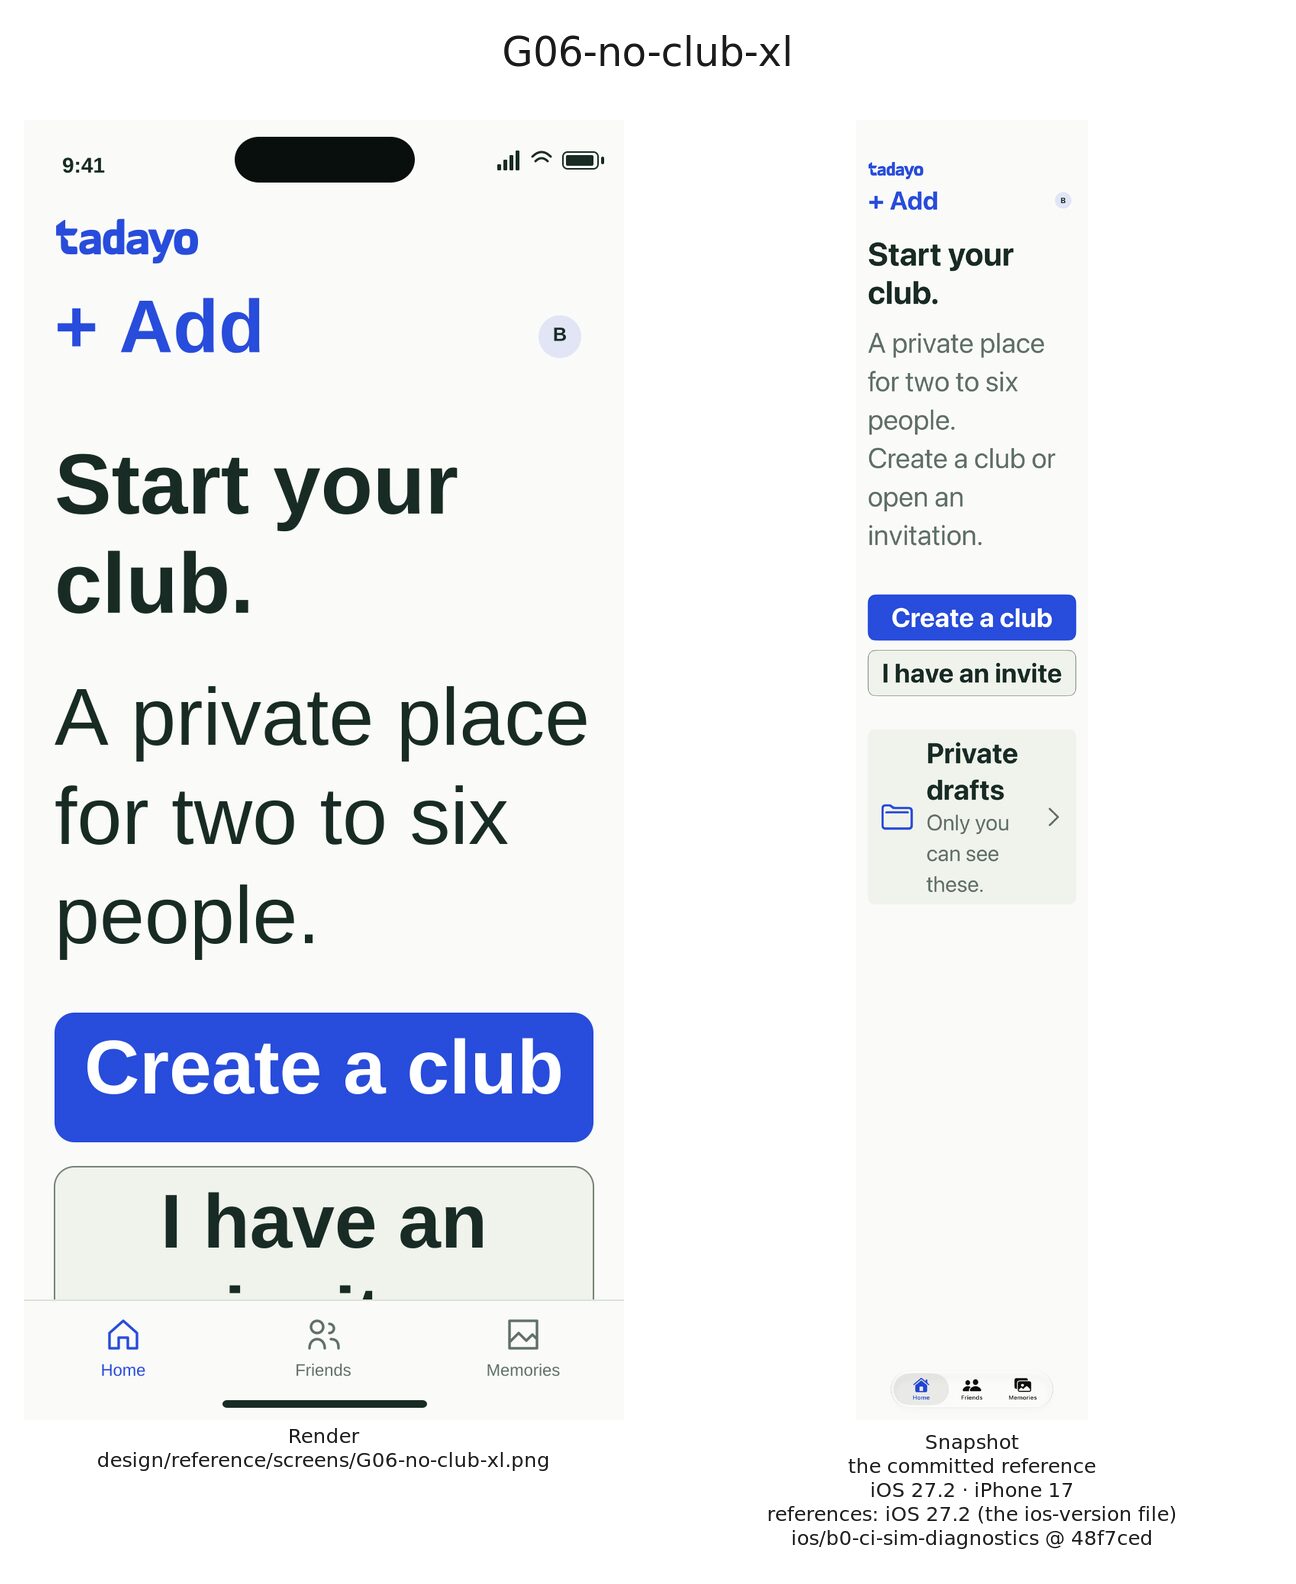 G06-no-club-xl
9:41
tadayo
+ Add
B
Start your
club.
A private place
for two to six
people.
Create a club
I have an
Home
Friends
Memories
Render
design/reference/screens/G06-no-club-xl.png
tadayo
+ Add
B
Start your
club.
A private place
for two to six
people.
Create a club or
open an
invitation.
Create a club
I have an invite
Private
drafts
Only you
can see
these.
Home
Friends
Memories
Snapshot
the committed reference
iOS 27.2 · iPhone 17
references: iOS 27.2 (the ios-version file)
ios/b0-ci-sim-diagnostics @ 48f7ced